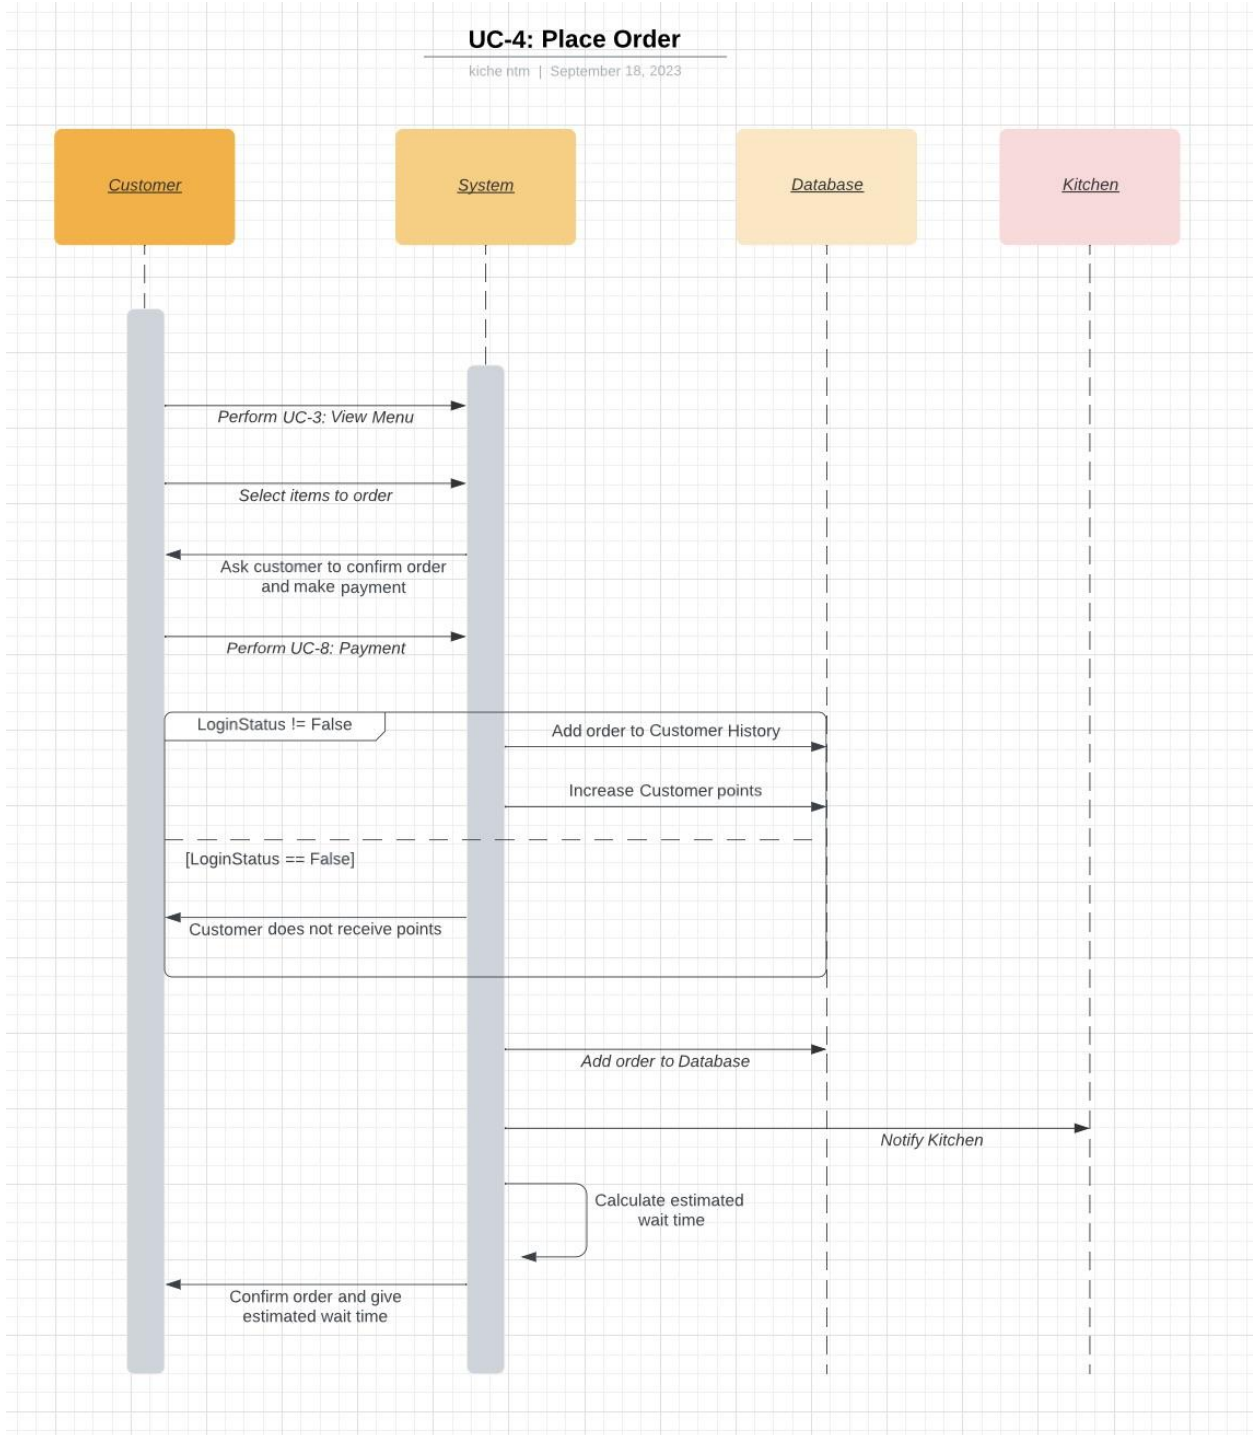 UC-4: Place Order
kiche ntm | September 18, 2023
Customer
System
Database
Kitchen
Perform UC-3: View Menu
Select items to order
Ask customer to confirm order
and make payment
Perform UC-8: Payment
LoginStatus != False
Add order to Customer History
Increase Customer points
[LoginStatus == False]
Customer does not receive points
Add order to Database
Notify Kitchen
Calculate estimated
wait time
Confirm order and give
estimated wait time